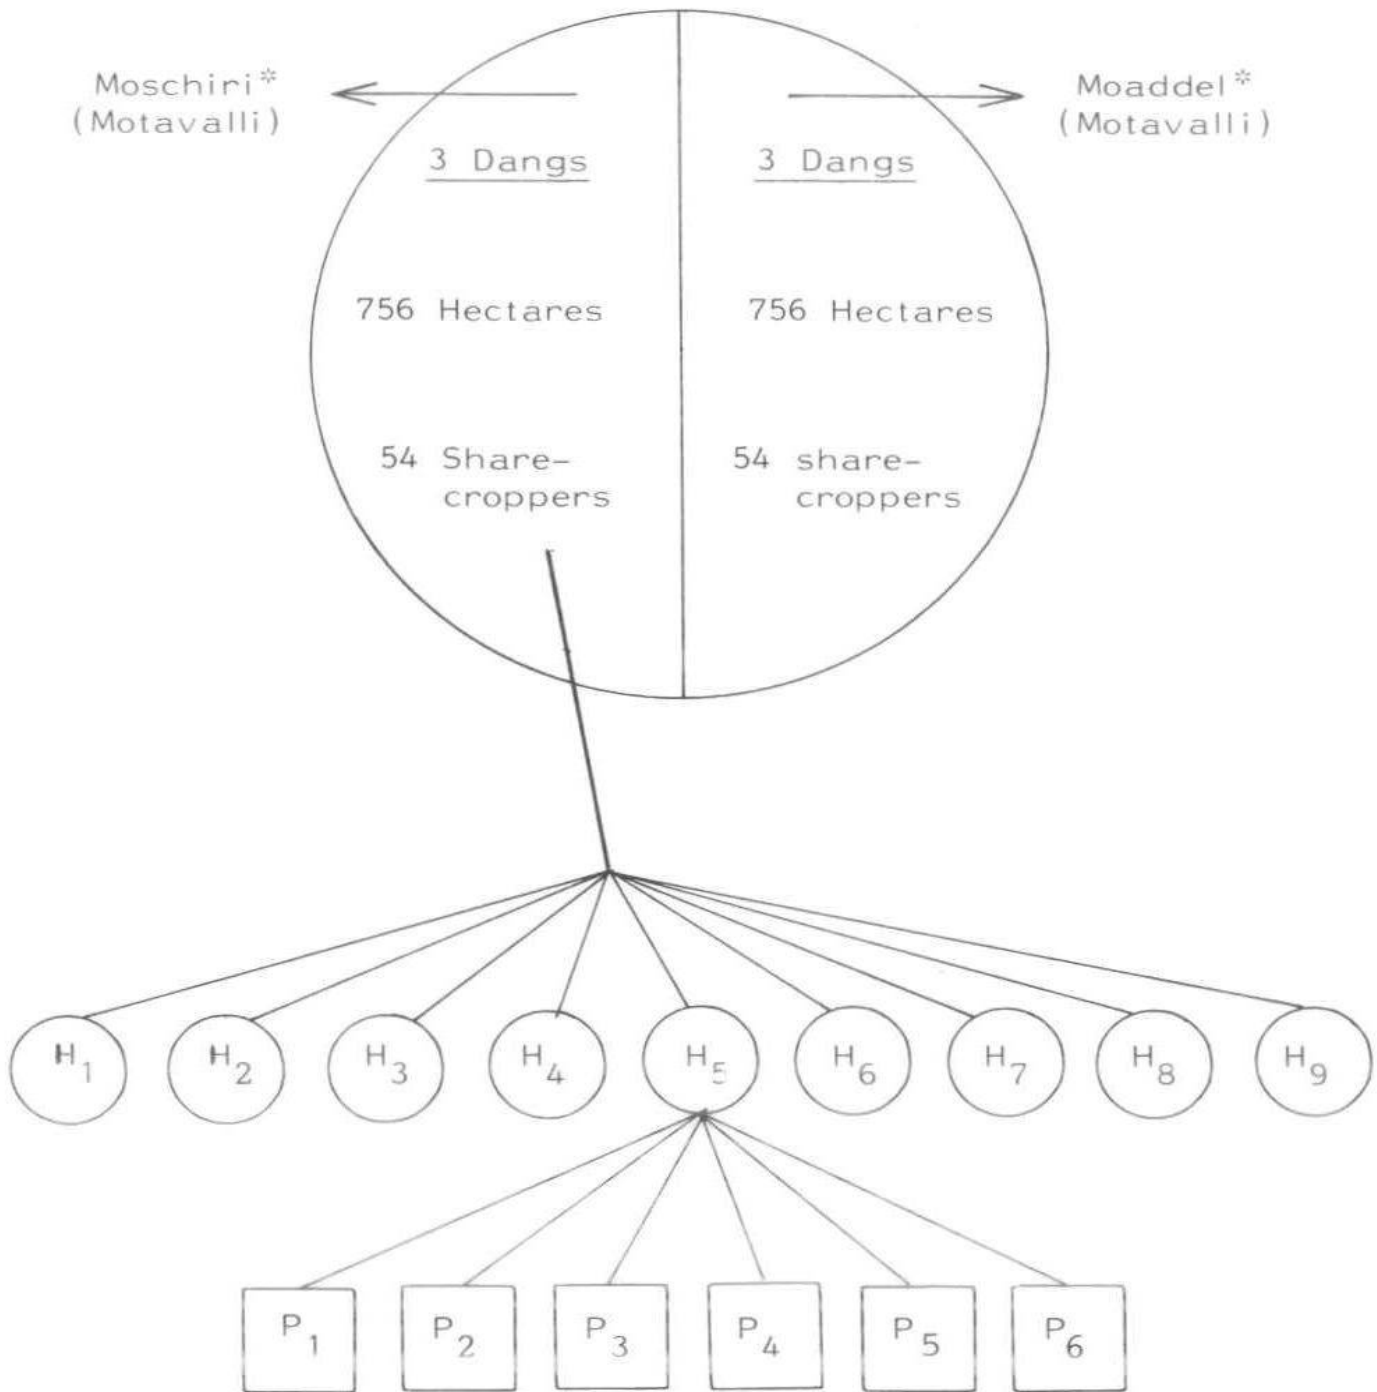 Moschiri*
(Motavalli)
Moaddel*
(Motavalli)
3 Dangs
3 Dangs
756 Hectares
756 Hectares
54 Share-
croppers
54 share-
croppers
H1 H2 H3 H4 H5 H6 H7 H8 H9
P1 P2 P3 P4 P5 P6